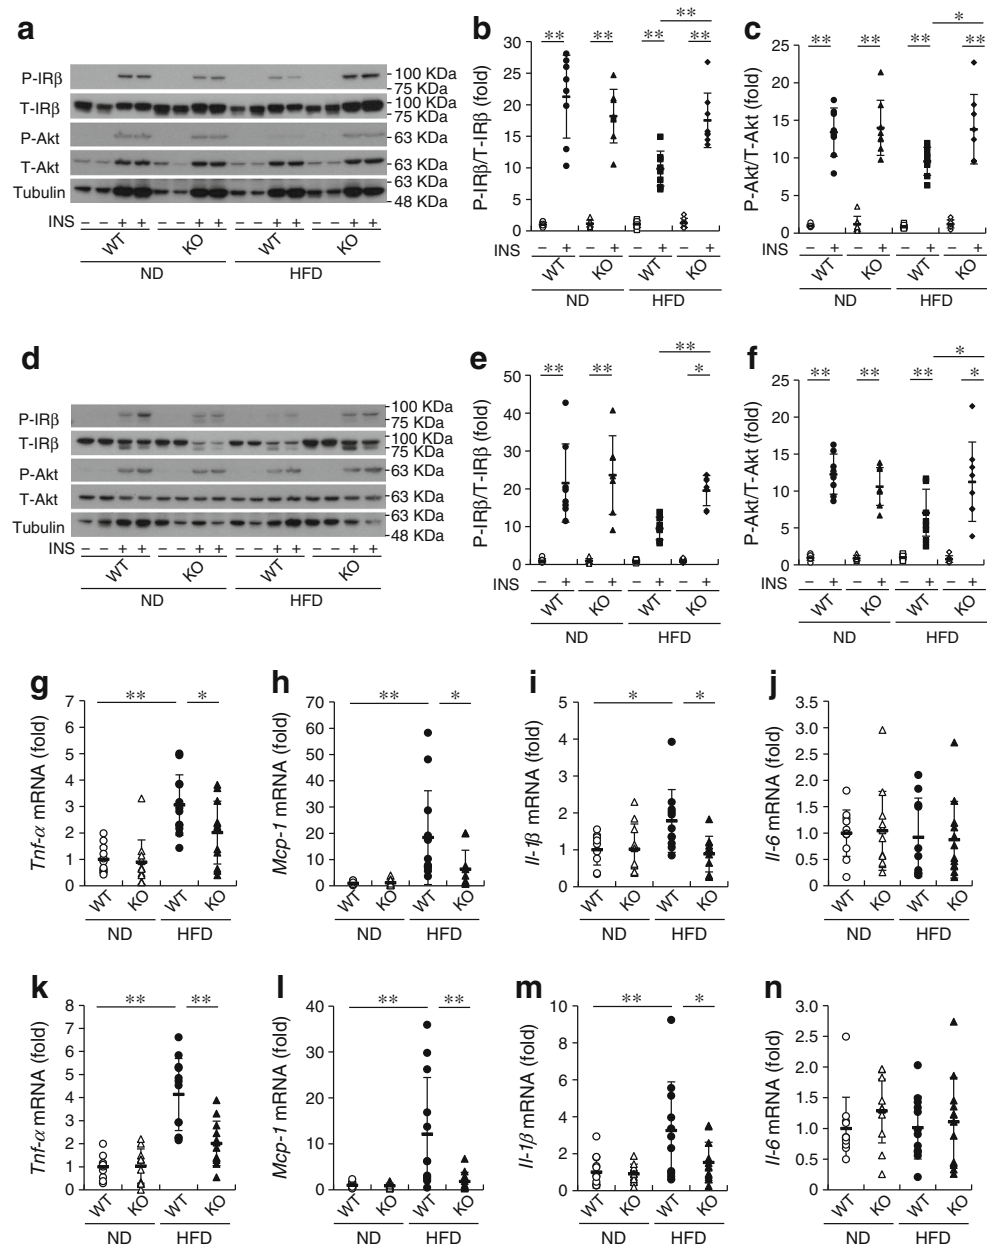 a
P-IRβ
100 KDa
75 KDa
T-IRβ
100 KDa
75 KDa
P-Akt
63 KDa
T-Akt
63 KDa
Tubulin
63 KDa
48 KDa
INS − − + + − − + + − − + + − − + +
WT KO WT KO
ND HFD
b
P-IRβ/T-IRβ (fold)
30
25
20
15
10
5
0
** ** ** **
**
INS − + − + − + − +
WT KO WT KO
ND HFD
c
P-Akt/T-Akt (fold)
25
20
15
10
5
0
** ** ** **
*
INS − + − + − + − +
WT KO WT KO
ND HFD
d
P-IRβ
100 KDa
75 KDa
T-IRβ
100 KDa
75 KDa
P-Akt
63 KDa
T-Akt
63 KDa
Tubulin
63 KDa
48 KDa
INS − − + + − − + + − − + + − − + +
WT KO WT KO
ND HFD
e
P-IRβ/T-IRβ (fold)
50
40
30
20
10
0
** ** *
**
INS − + − + − + − +
WT KO WT KO
ND HFD
f
P-Akt/T-Akt (fold)
25
20
15
10
5
0
** ** ** *
*
INS − + − + − + − +
WT KO WT KO
ND HFD
g
Tnf-α mRNA (fold)
7
6
5
4
3
2
1
0
** *
WT KO WT KO
ND HFD
h
Mcp-1 mRNA (fold)
70
60
50
40
30
20
10
0
** *
WT KO WT KO
ND HFD
i
Il-1β mRNA (fold)
5
4
2
1
0
* *
WT KO WT KO
ND HFD
j
Il-6 mRNA (fold)
3.5
3.0
2.5
2.0
1.5
1.0
0.5
0
WT KO WT KO
ND HFD
k
Tnf-α mRNA (fold)
8
7
6
5
4
3
2
1
0
** **
WT KO WT KO
ND HFD
l
Mcp-1 mRNA (fold)
40
30
20
10
0
** **
WT KO WT KO
ND HFD
m
Il-1β mRNA (fold)
10
8
6
4
2
0
** *
WT KO WT KO
ND HFD
n
Il-6 mRNA (fold)
3.0
2.5
2.0
1.5
1.0
0.5
0
WT KO WT KO
ND HFD